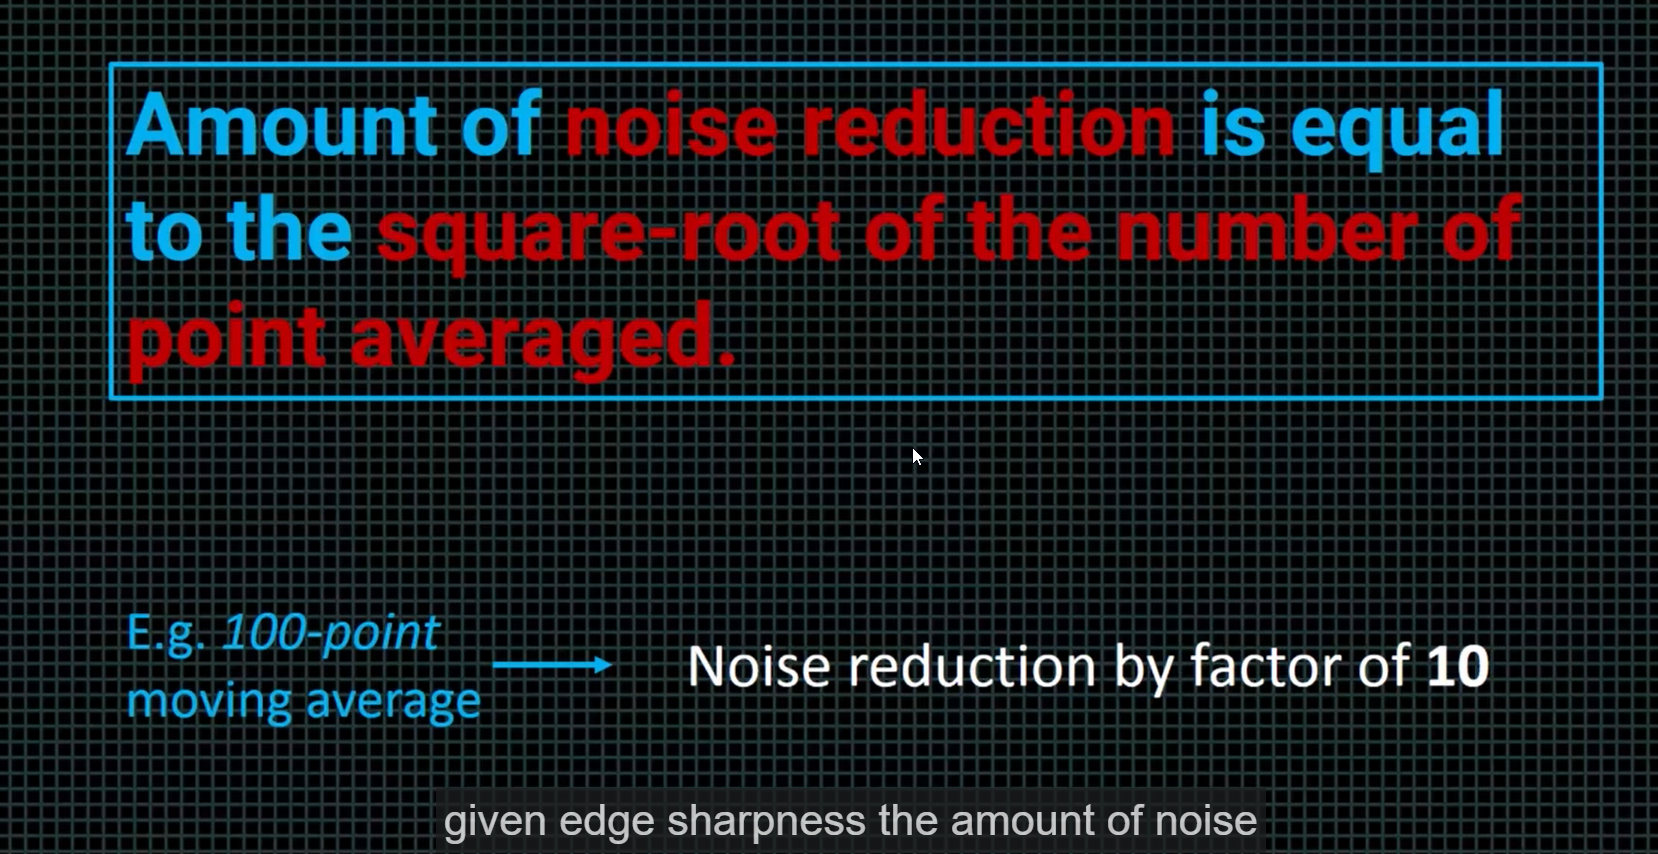 Amount of noise reduction is equal
to the square-root of the number of
point averaged.
E.g. 100-point
moving average
Noise reduction by factor of 10
given edge sharpness the amount of noise